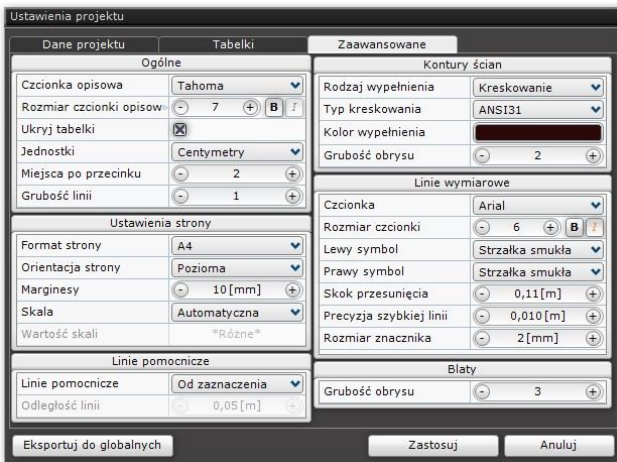 Ustawienia projektu
Dane projektu
Tabelki
Zaawansowane
Ogólne
Czcionka opisowa Tahoma
Rozmiar czcionki opisow - 7 + B I
Ukryj tabelki
Jednostki Centymetry
Miejsca po przecinku - 2 +
Grubość linii - 1 +
Ustawienia strony
Format strony A4
Orientacja strony Pozioma
Marginesy - 10[mm] +
Skala Automatyczna
Wartość skali *Różne*
Linie pomocnicze
Linie pomocnicze Od zaznaczenia
Odległość linii - 0,05[m] +
Kontury ścian
Rodzaj wypełnienia Kreskowanie
Typ kreskowania ANSI31
Kolor wypełnienia
Grubość obrysu - 2 +
Linie wymiarowe
Czcionka Arial
Rozmiar czcionki - 6 + B I
Lewy symbol Strzałka smukła
Prawy symbol Strzałka smukła
Skok przesunięcia - 0,11[m] +
Precyzja szybkiej linii - 0,010[m] +
Rozmiar znacznika - 2[mm] +
Blaty
Grubość obrysu - 3 +
Eksportuj do globalnych
Zastosuj
Anuluj